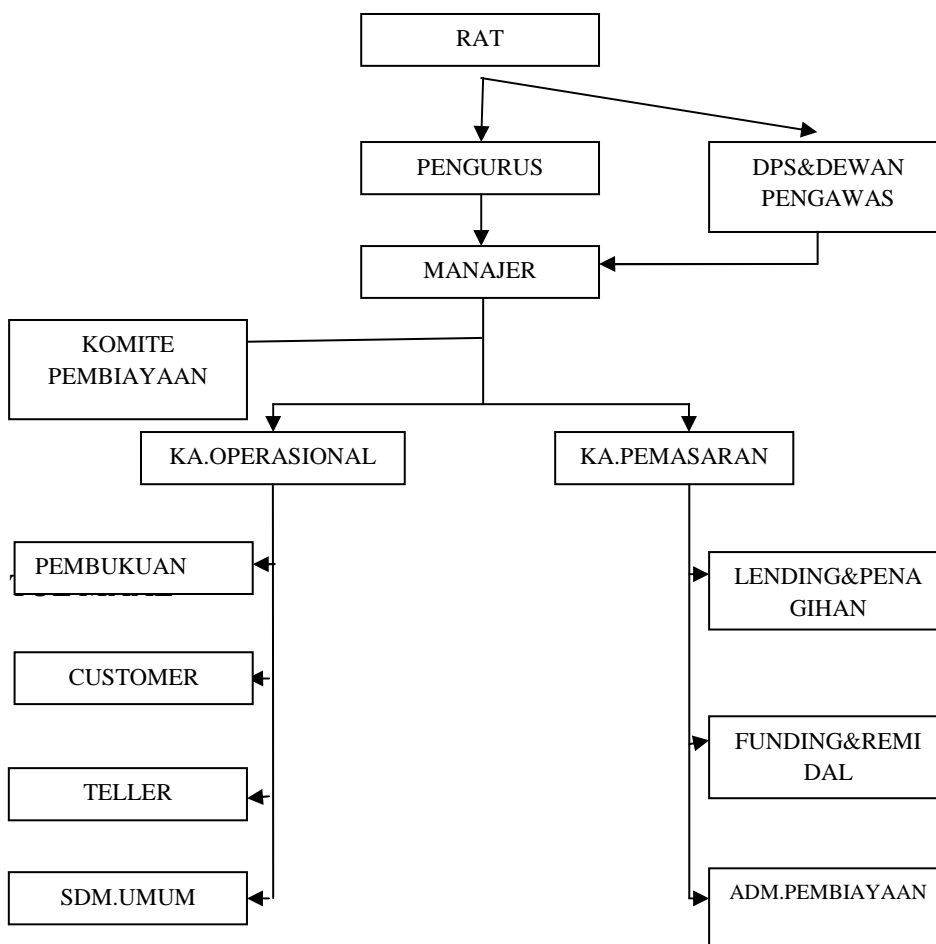 RAT
PENGURUS
DPS&DEWAN
PENGAWAS
MANAJER
KOMITE
PEMBIAYAAN
KA.OPERASIONAL
KA.PEMASARAN
PEMBUKUAN
LENDING&PENA
GIHAN
CUSTOMER
FUNDING&REMI
DAL
TELLER
SDM.UMUM
ADM.PEMBIAYAAN